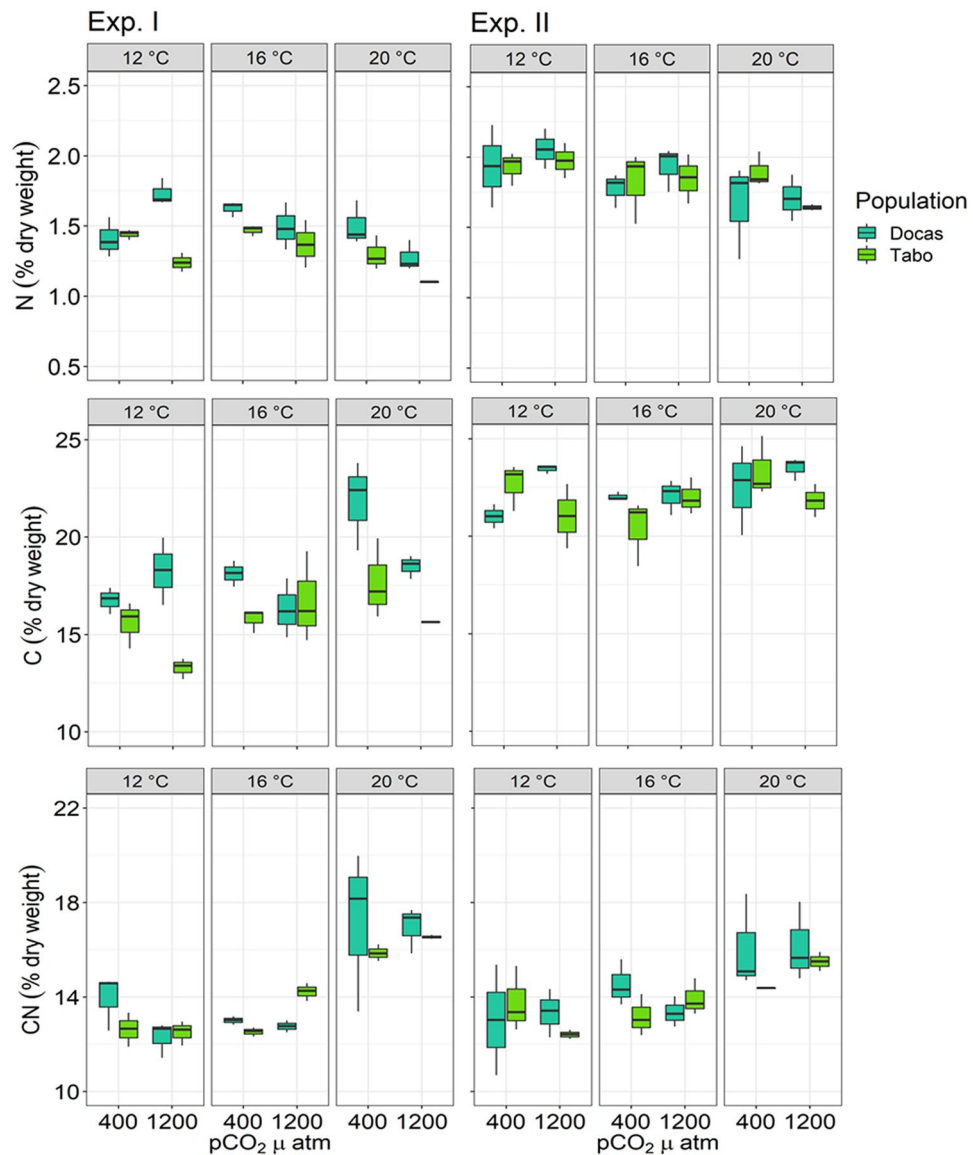 Exp. I
Exp. II
12 °C
16 °C
20 °C
12 °C
16 °C
20 °C
N (% dry weight)
2.5
2.0
1.5
1.0
0.5
Population
Docas
Tabo
12 °C
16 °C
20 °C
12 °C
16 °C
20 °C
C (% dry weight)
25
20
15
10
12 °C
16 °C
20 °C
12 °C
16 °C
20 °C
CN (% dry weight)
22
18
14
10
400 1200 400 1200 400 1200 400 1200 400 1200 400 1200
pCO₂ μ atm
pCO₂ μ atm